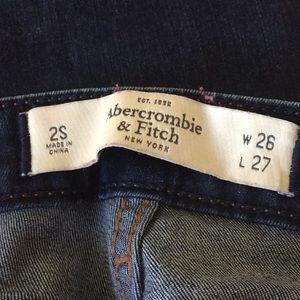 EST. 1892
Abercrombie
& Fitch
NEW YORK
2S
MADE IN
CHINA
W 26
L 27